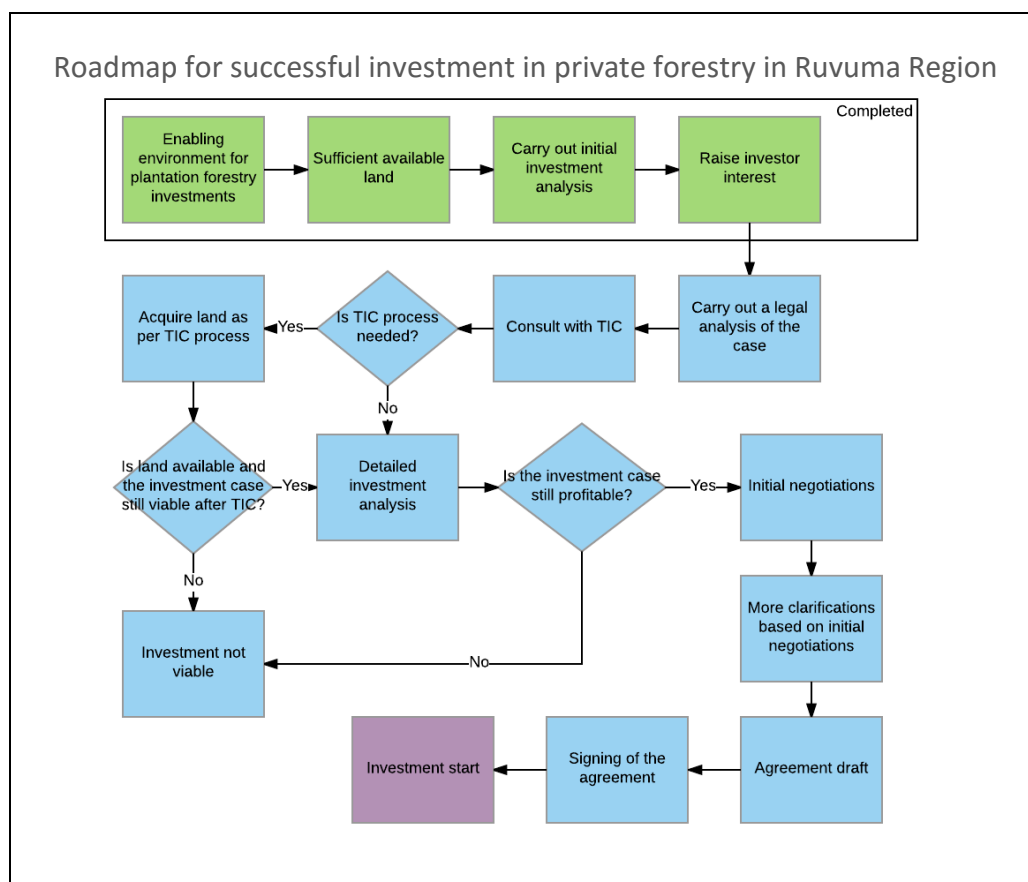 Roadmap for successful investment in private forestry in Ruvuma Region
Completed
Enabling
environment for
plantation forestry
investments
Sufficient available
land
Carry out initial
investment
analysis
Raise investor
interest
Acquire land as
per TIC process
Yes
Is TIC process
needed?
Consult with TIC
Carry out a legal
analysis of the
case
No
Is land available and
the investment case
still viable after TIC?
Yes
Detailed
investment
analysis
Is the investment case
still profitable?
Yes
Initial negotiations
No
More clarifications
based on initial
negotiations
Investment not
viable
No
Investment start
Signing of the
agreement
Agreement draft